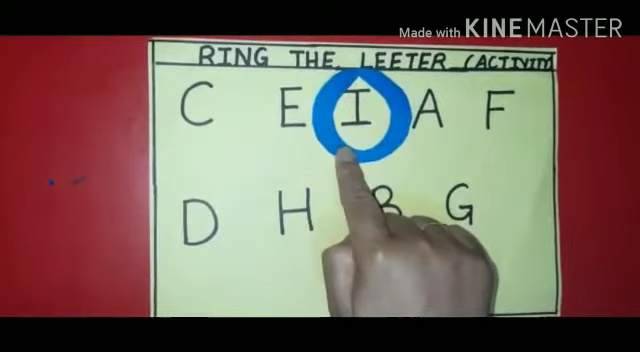 Made with KINEMASTER
RING THE LEETER (ACTIVITY
C E I A F
D H B G